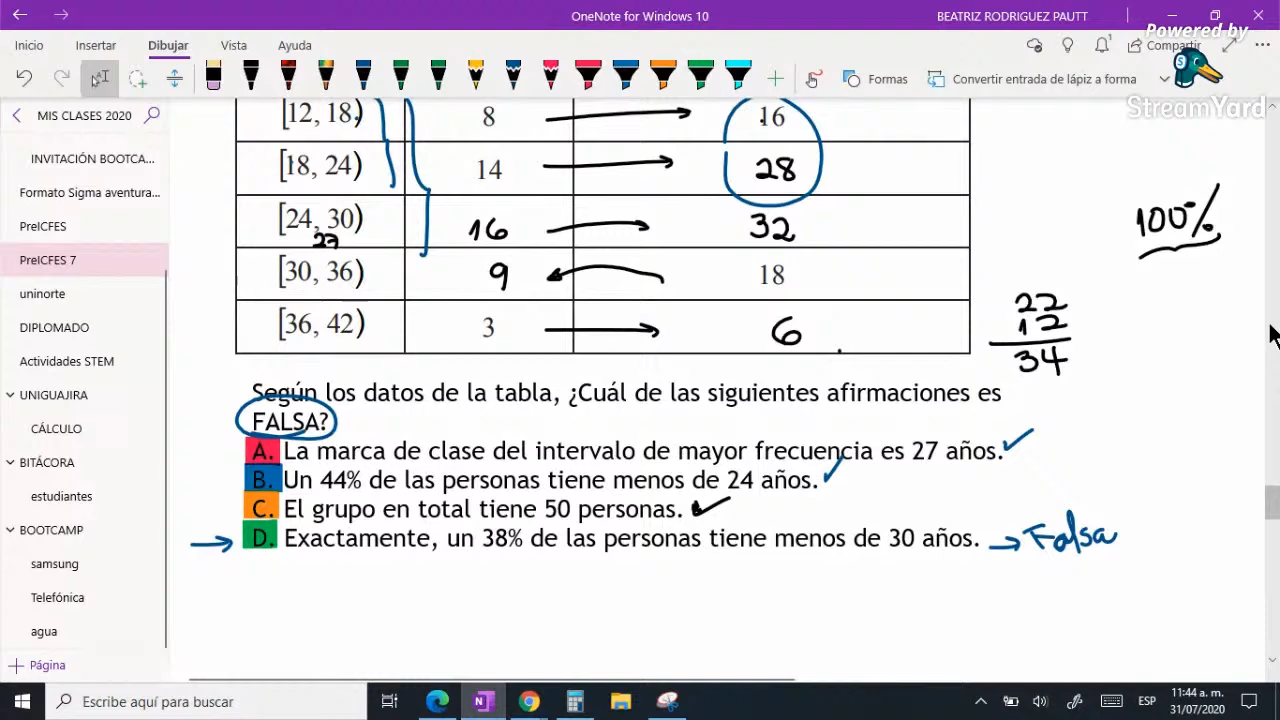 OneNote for Windows 10 BEATRIZ RODRIGUEZ PAUTT
Powered by
StreamYard
Inicio Insertar Dibujar Vista Ayuda Compartir
Formas Convertir entrada de lápiz a forma
MIS CLASES 2020
INVITACIÓN BOOTCA...
Formato Sigma aventura...
PreICFES
PreICFES 7
uninorte
DIPLOMADO
Actividades STEM
UNIGUAJIRA
CÁLCULO
BITÁCORA
estudiantes
BOOTCAMP
samsung
Telefónica
agua
Página
[12, 18) 8 16
[18, 24) 14 28
[24, 30) 16 32
27
[30, 36) 9 18
[36, 42) 3 6
100%
22
12
34
Según los datos de la tabla, ¿Cuál de las siguientes afirmaciones es
FALSA?
A. La marca de clase del intervalo de mayor frecuencia es 27 años.
B. Un 44% de las personas tiene menos de 24 años.
C. El grupo en total tiene 50 personas.
D. Exactamente, un 38% de las personas tiene menos de 30 años. → Falsa
Escribe aquí para buscar
ESP
11:44 a. m.
31/07/2020